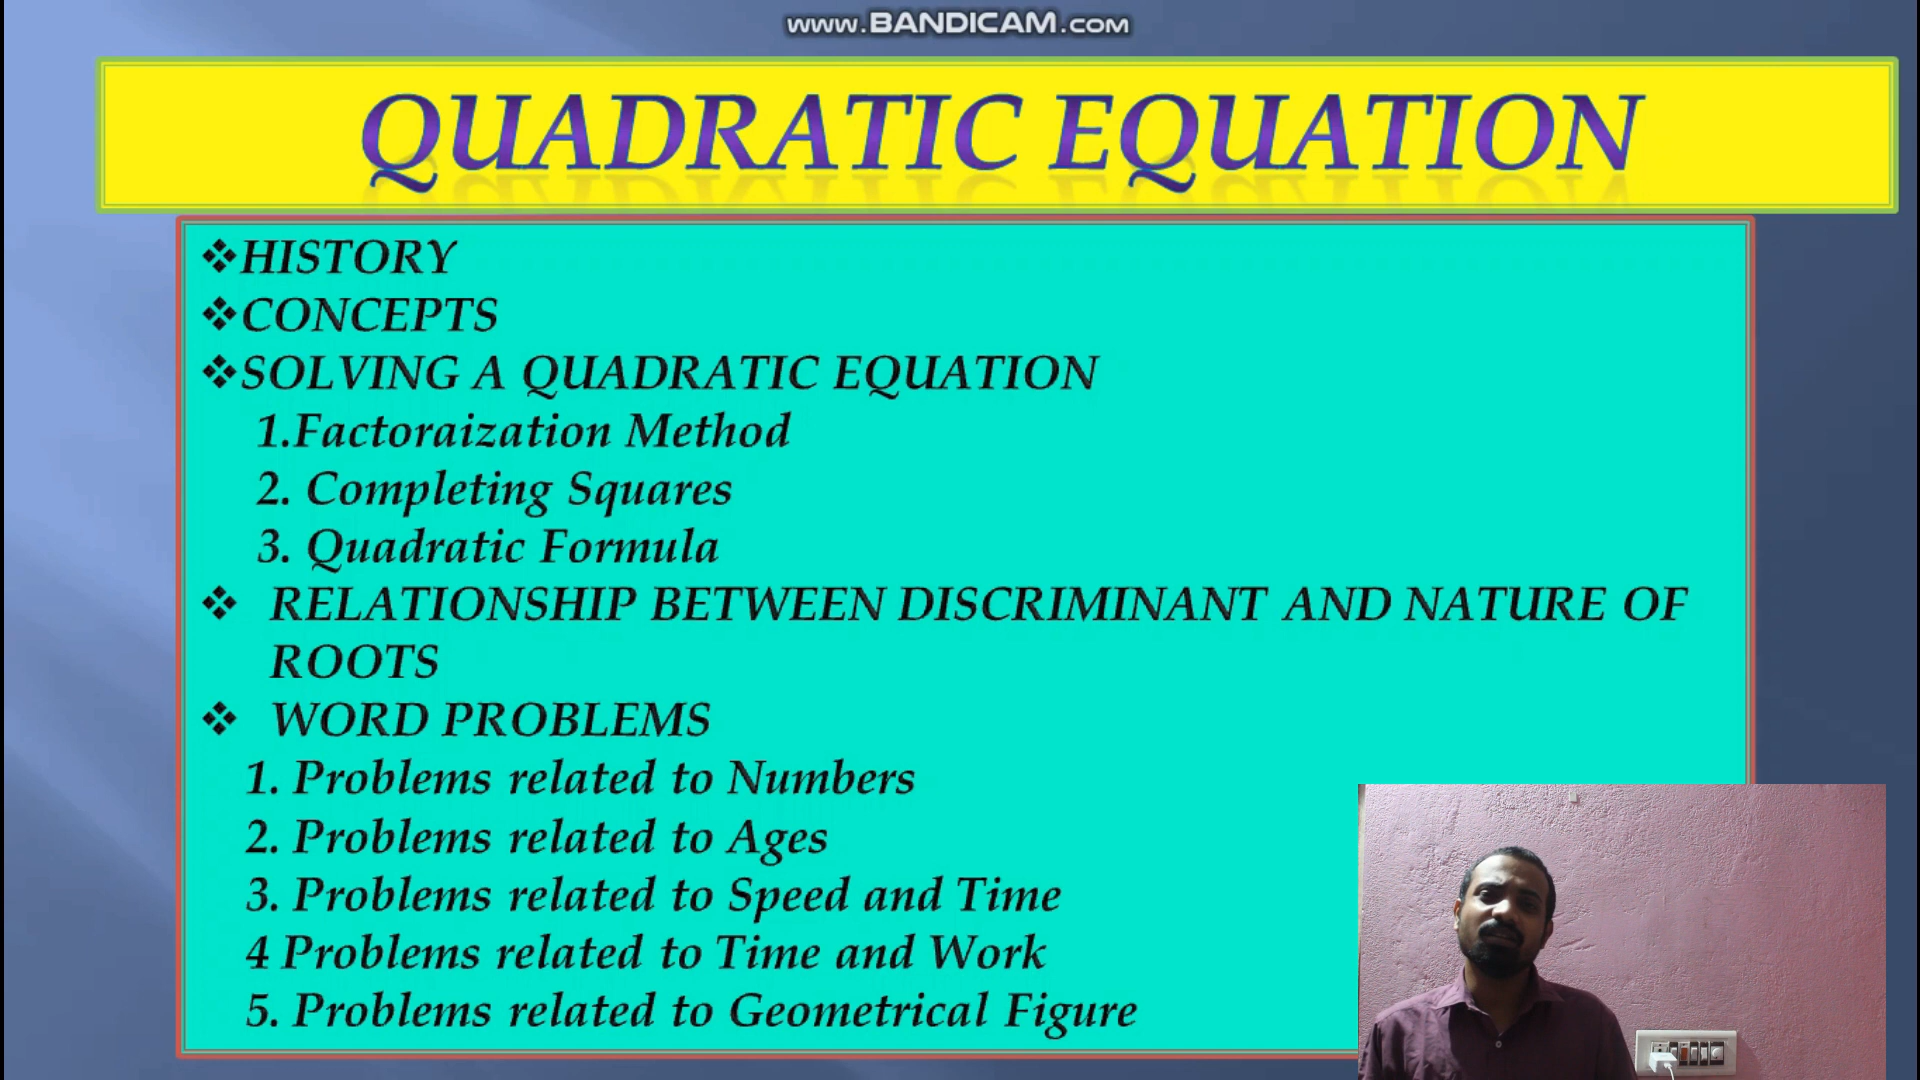 www.BANDICAM.com
QUADRATIC EQUATION
❖HISTORY
❖CONCEPTS
❖SOLVING A QUADRATIC EQUATION
1.Factoraization Method
2. Completing Squares
3. Quadratic Formula
❖ RELATIONSHIP BETWEEN DISCRIMINANT AND NATURE OF
ROOTS
❖ WORD PROBLEMS
1. Problems related to Numbers
2. Problems related to Ages
3. Problems related to Speed and Time
4 Problems related to Time and Work
5. Problems related to Geometrical Figure